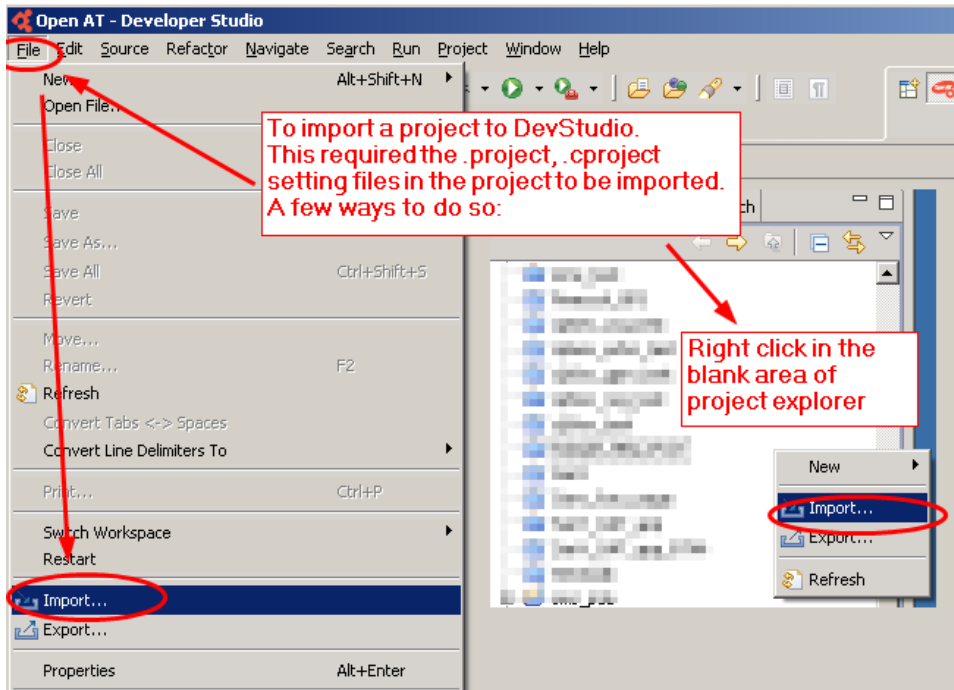 Open AT - Developer Studio
File Edit Source Refactor Navigate Search Run Project Window Help
New Alt+Shift+N
Open File...
Close
Close All
Save
Save As...
Save All Ctrl+Shift+S
Revert
Move...
Rename... F2
Refresh
Convert Tabs <-> Spaces
Convert Line Delimiters To
Print... Ctrl+P
Switch Workspace
Restart
Import...
Export...
Properties Alt+Enter
To import a project to DevStudio.
This required the .project, .cproject
setting files in the project to be imported.
A few ways to do so:
Right click in the
blank area of
project explorer
New
Import...
Export...
Refresh